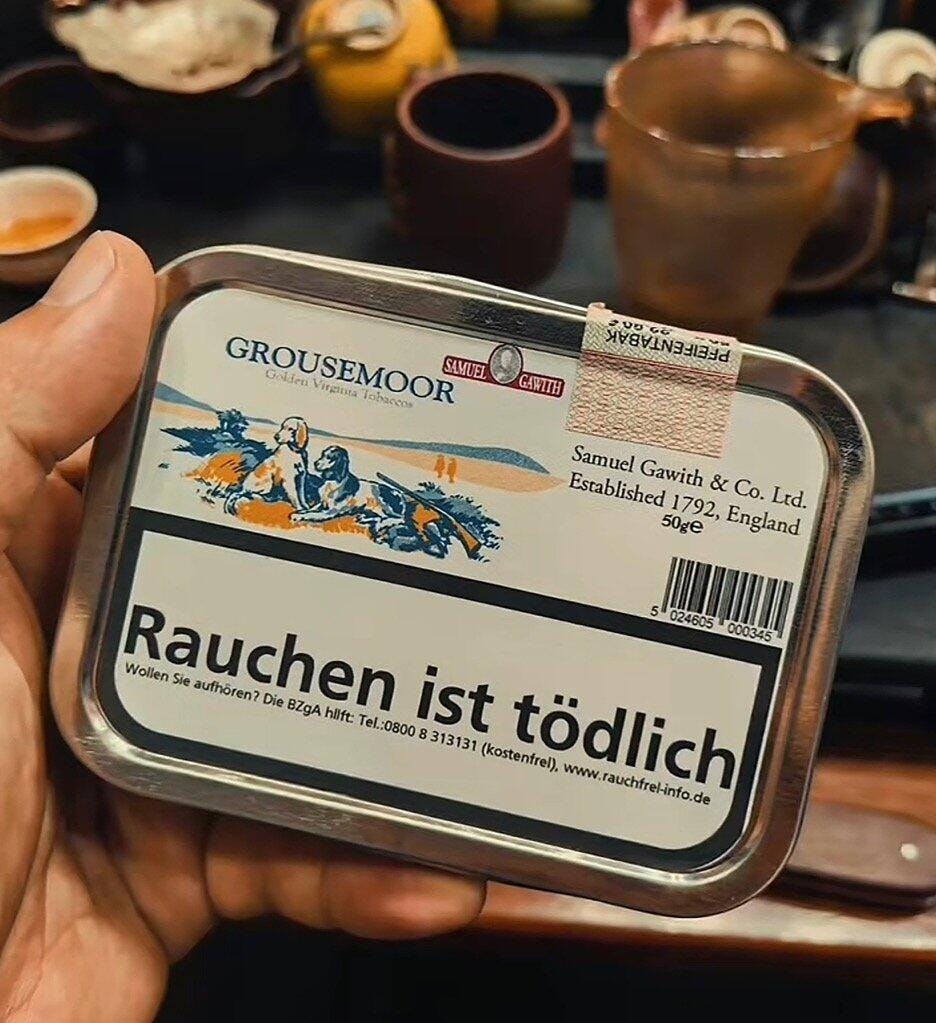 GROUSEMOOR
Golden Virginia Tobaccos
SAMUEL GAWITH
PFEIFENTABAK
Samuel Gawith & Co. Ltd.
Established 1792, England
50g℮
5 024605 000345
Rauchen ist tödlich
Wollen Sie aufhören? Die BZgA hilft: Tel.:0800 8 313131 (kostenfrei), www.rauchfrei-info.de